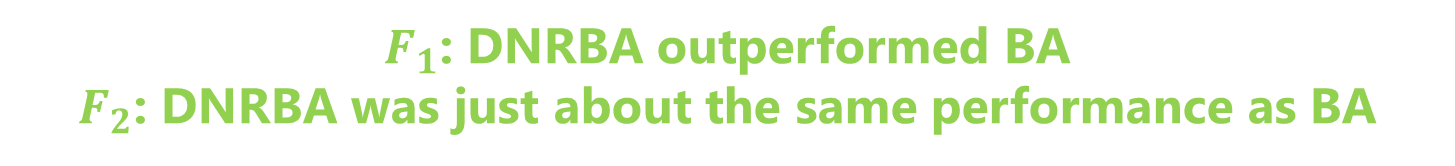 F₁: DNRBA outperformed BA
F₂: DNRBA was just about the same performance as BA